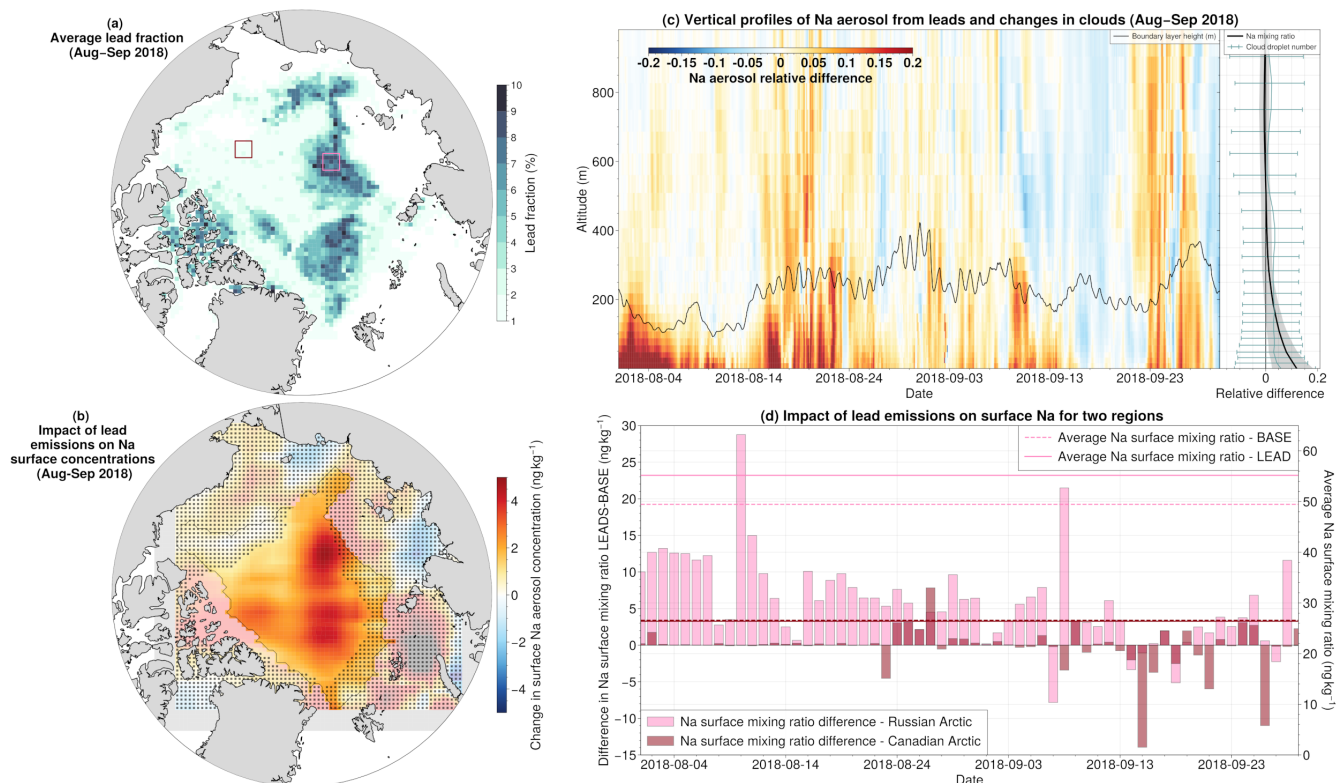 (a)
Average lead fraction
(Aug-Sep 2018)
10
9
8
7
6
5
4
3
2
1
Lead fraction (%)
(b)
Impact of lead
emissions on Na
surface concentrations
(Aug-Sep 2018)
4
2
0
−2
−4
Change in surface Na aerosol concentration (ng kg⁻¹)
(c) Vertical profiles of Na aerosol from leads and changes in clouds (Aug−Sep 2018)
-0.2 -0.15 -0.1 -0.05 0 0.05 0.1 0.15 0.2
Na aerosol relative difference
Boundary layer height (m)
Na mixing ratio
Cloud droplet number
800
600
400
200
Altitude (m)
2018-08-04 2018-08-14 2018-08-24 2018-09-03 2018-09-13 2018-09-23
Date
0 0.2
Relative difference
(d) Impact of lead emissions on surface Na for two regions
30
25
20
15
10
5
0
−5
−10
−15
Difference in Na surface mixing ratio LEADS-BASE (ng kg⁻¹)
Average Na surface mixing ratio - BASE
Average Na surface mixing ratio - LEAD
Na surface mixing ratio difference - Russian Arctic
Na surface mixing ratio difference - Canadian Arctic
60
50
40
30
20
10
0
Average Na surface mixing ratio (ng kg⁻¹)
2018-08-04 2018-08-14 2018-08-24 2018-09-03 2018-09-13 2018-09-23
Date